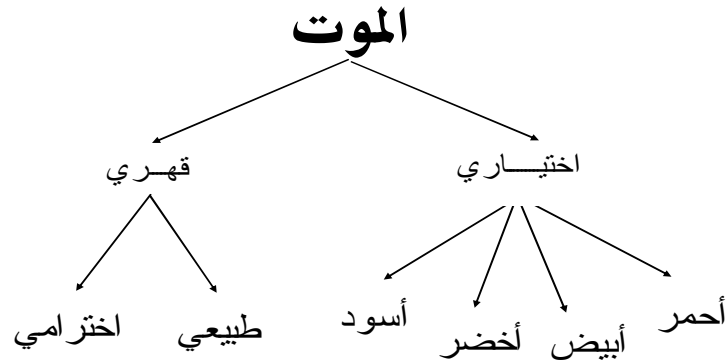 الموت
اختيـــاري
قهـري
أحمر
أبيض
أخضر
أسود
طبيعي
اخترامي